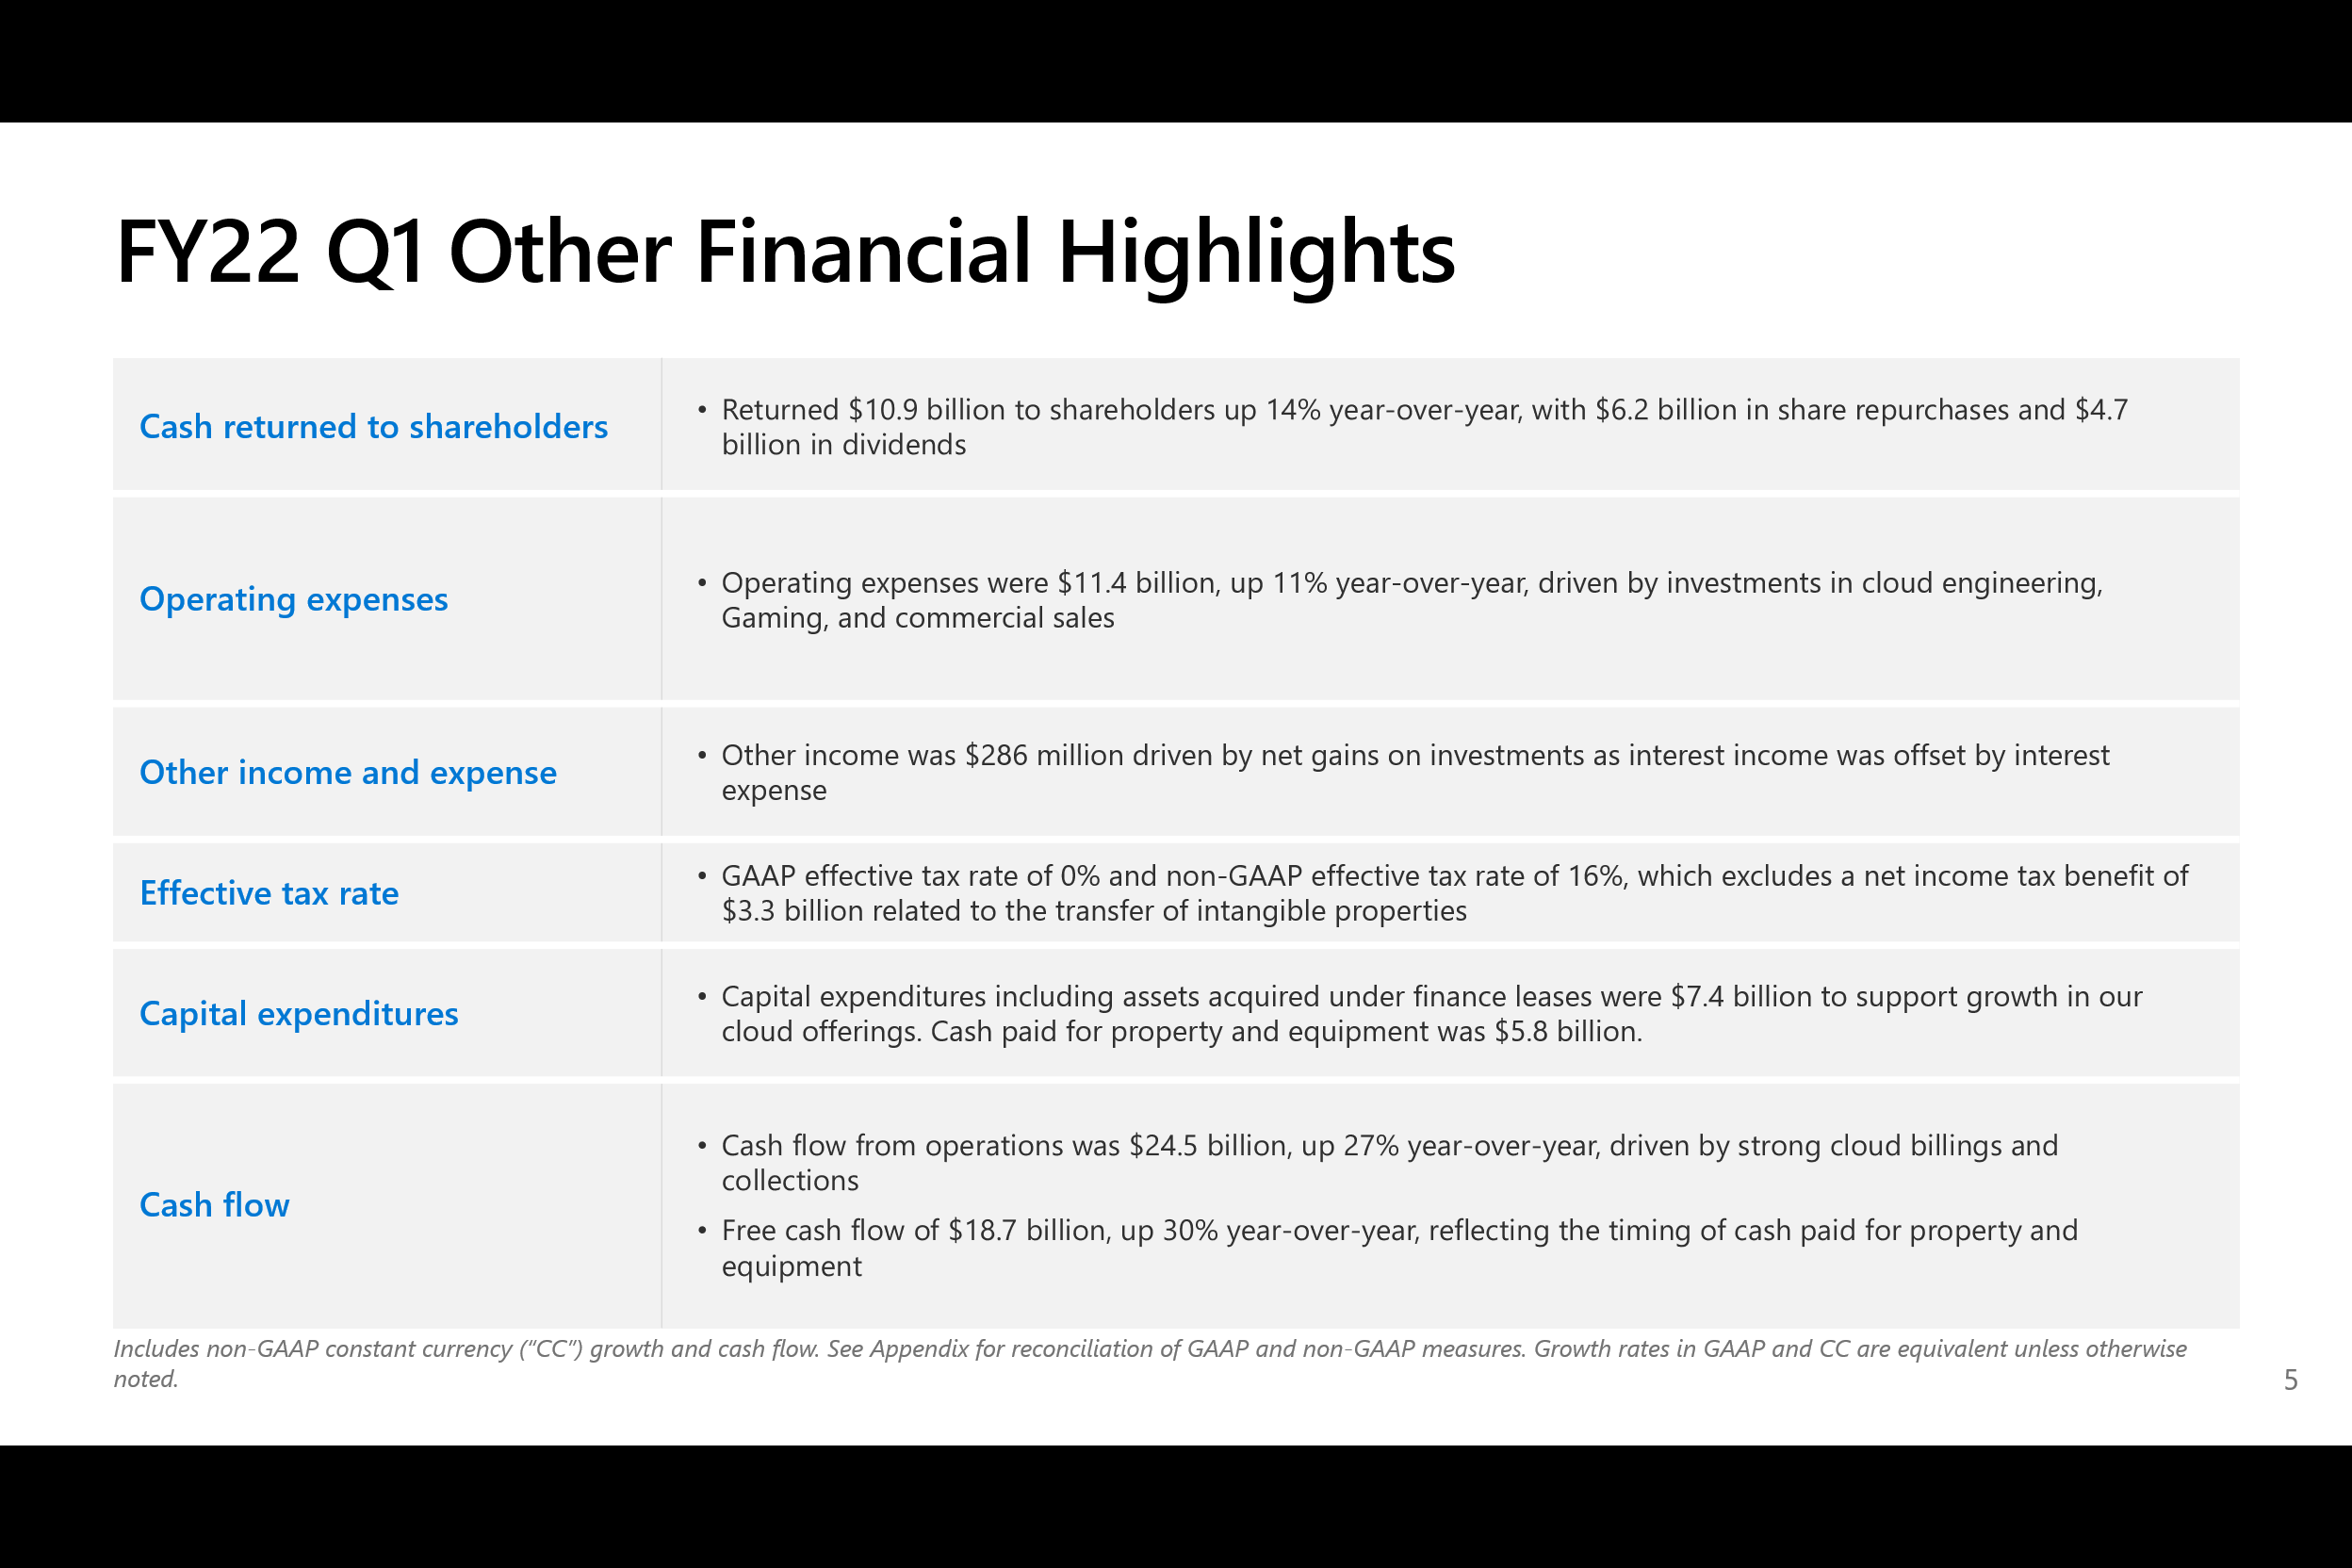 FY22 Q1 Other Financial Highlights
Cash returned to shareholders
• Returned $10.9 billion to shareholders up 14% year-over-year, with $6.2 billion in share repurchases and $4.7
billion in dividends
Operating expenses
• Operating expenses were $11.4 billion, up 11% year-over-year, driven by investments in cloud engineering,
Gaming, and commercial sales
Other income and expense
• Other income was $286 million driven by net gains on investments as interest income was offset by interest
expense
Effective tax rate
• GAAP effective tax rate of 0% and non-GAAP effective tax rate of 16%, which excludes a net income tax benefit of
$3.3 billion related to the transfer of intangible properties
Capital expenditures
• Capital expenditures including assets acquired under finance leases were $7.4 billion to support growth in our
cloud offerings. Cash paid for property and equipment was $5.8 billion.
Cash flow
• Cash flow from operations was $24.5 billion, up 27% year-over-year, driven by strong cloud billings and
collections
• Free cash flow of $18.7 billion, up 30% year-over-year, reflecting the timing of cash paid for property and
equipment
Includes non-GAAP constant currency (“CC”) growth and cash flow. See Appendix for reconciliation of GAAP and non-GAAP measures. Growth rates in GAAP and CC are equivalent unless otherwise
noted.
5